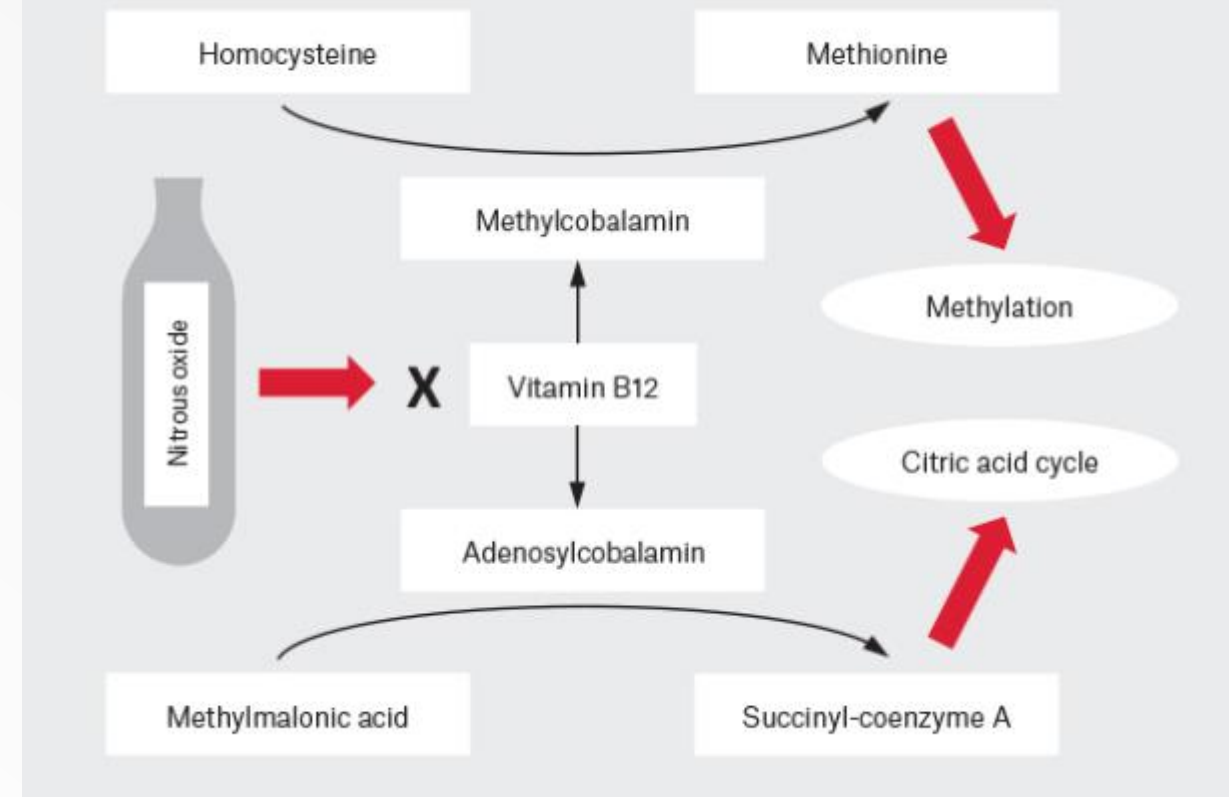 Homocysteine
Methionine
Methylcobalamin
Methylation
Nitrous oxide
X
Vitamin B12
Citric acid cycle
Adenosylcobalamin
Methylmalonic acid
Succinyl-coenzyme A